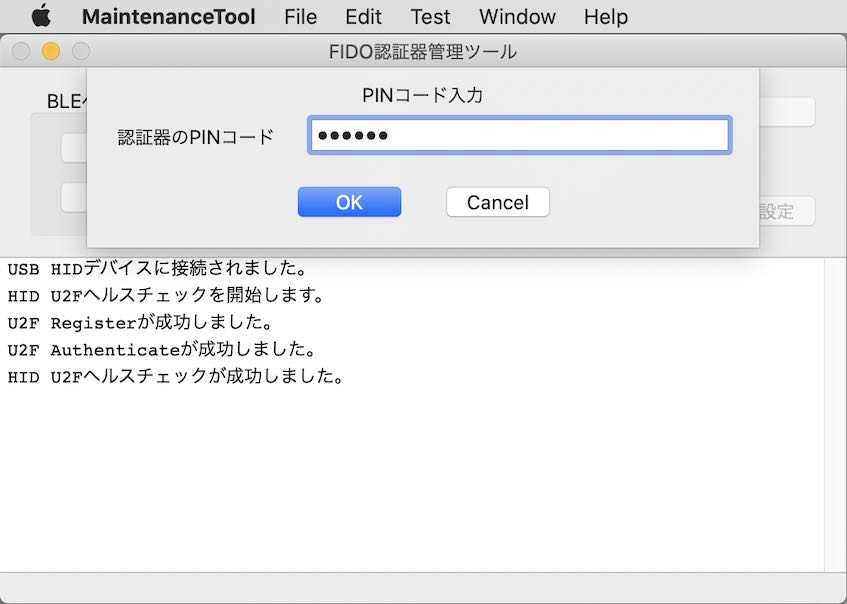 MaintenanceTool File Edit Test Window Help
FIDO認証器管理ツール
PINコード入力
BLE
認証器のPINコード ●●●●●●
OK Cancel
設定
USB HIDデバイスに接続されました。
HID U2Fヘルスチェックを開始します。
U2F Registerが成功しました。
U2F Authenticateが成功しました。
HID U2Fヘルスチェックが成功しました。